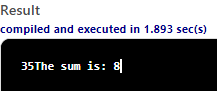 Result
compiled and executed in 1.893 sec(s)
35The sum is: 8